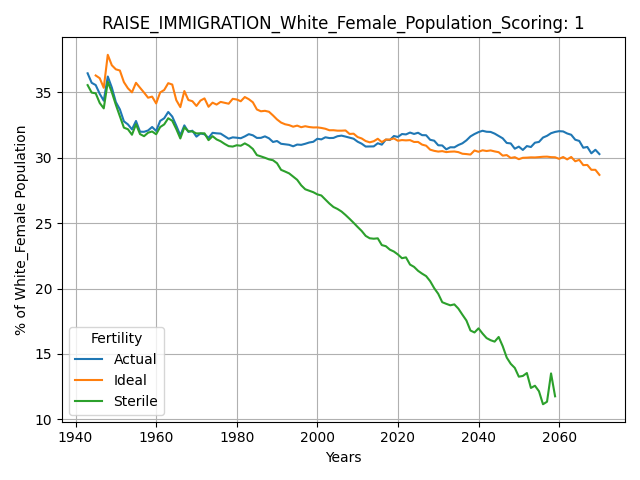 RAISE_IMMIGRATION_White_Female_Population_Scoring: 1
% of White_Female Population
35
30
25
20
15
10
Fertility
Actual
Ideal
Sterile
1940
1960
1980
2000
2020
2040
2060
Years